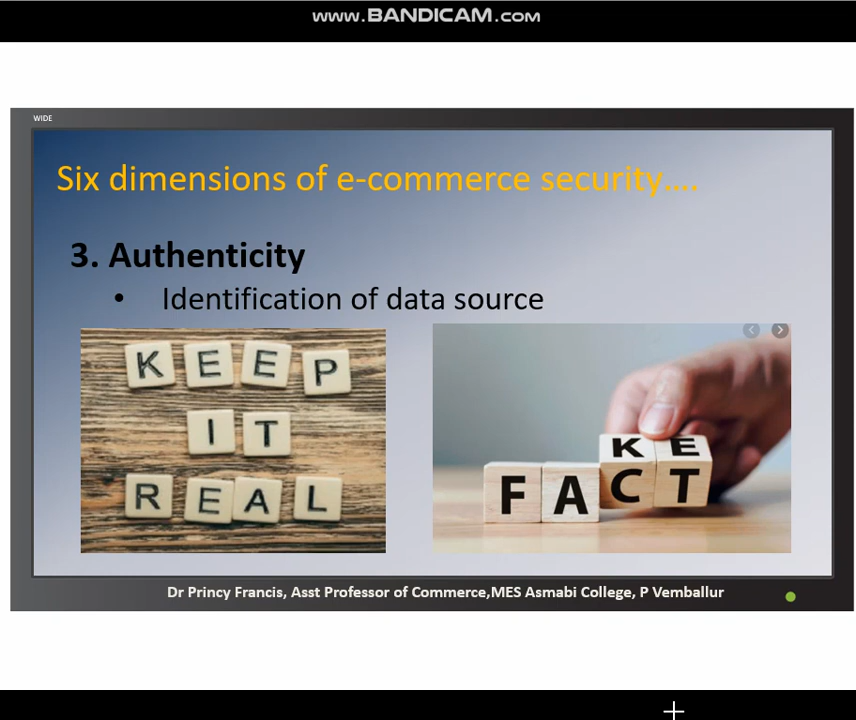 www.BANDICAM.com
WIDE
Six dimensions of e-commerce security....
3. Authenticity
• Identification of data source
KEEP
IT
REAL
KE
FACT
Dr Princy Francis, Asst Professor of Commerce,MES Asmabi College, P Vemballur